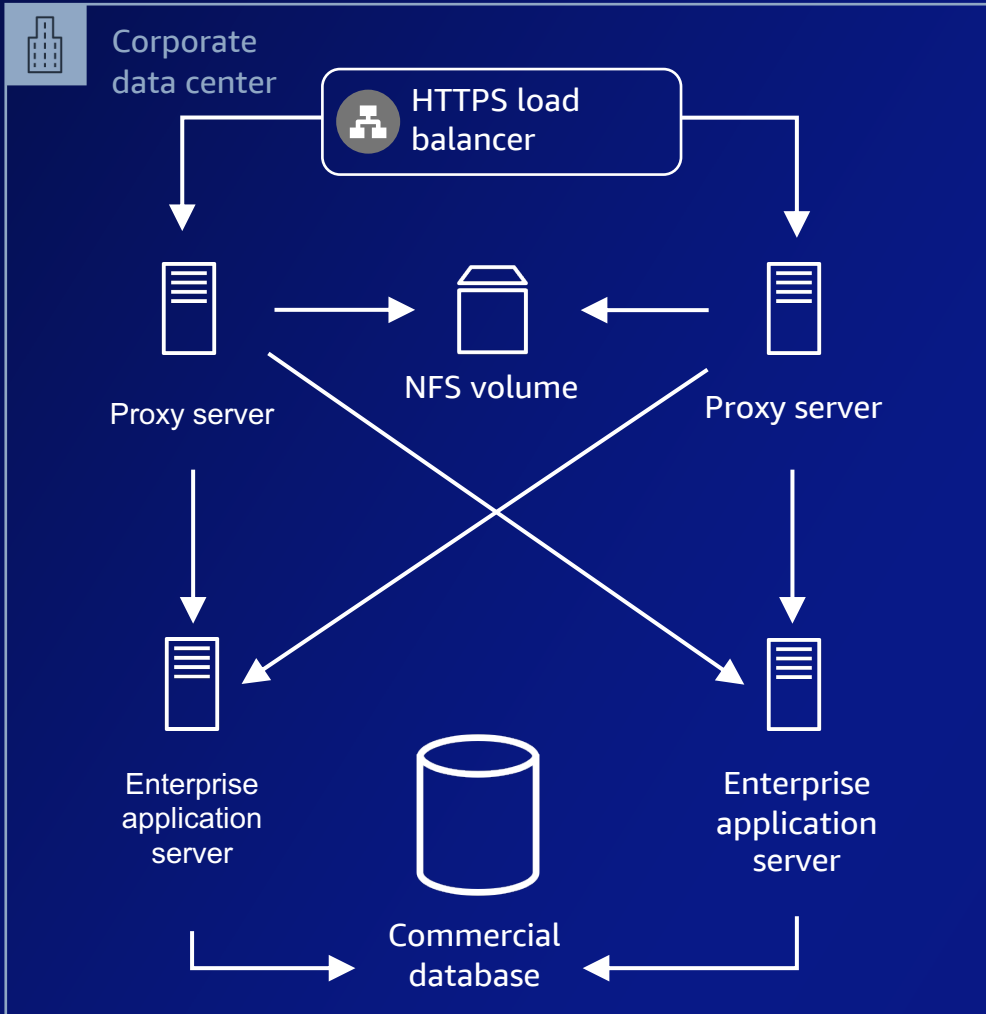 Corporate
data center
HTTPS load
balancer
NFS volume
Proxy server
Proxy server
Enterprise
application
server
Enterprise
application
server
Commercial
database